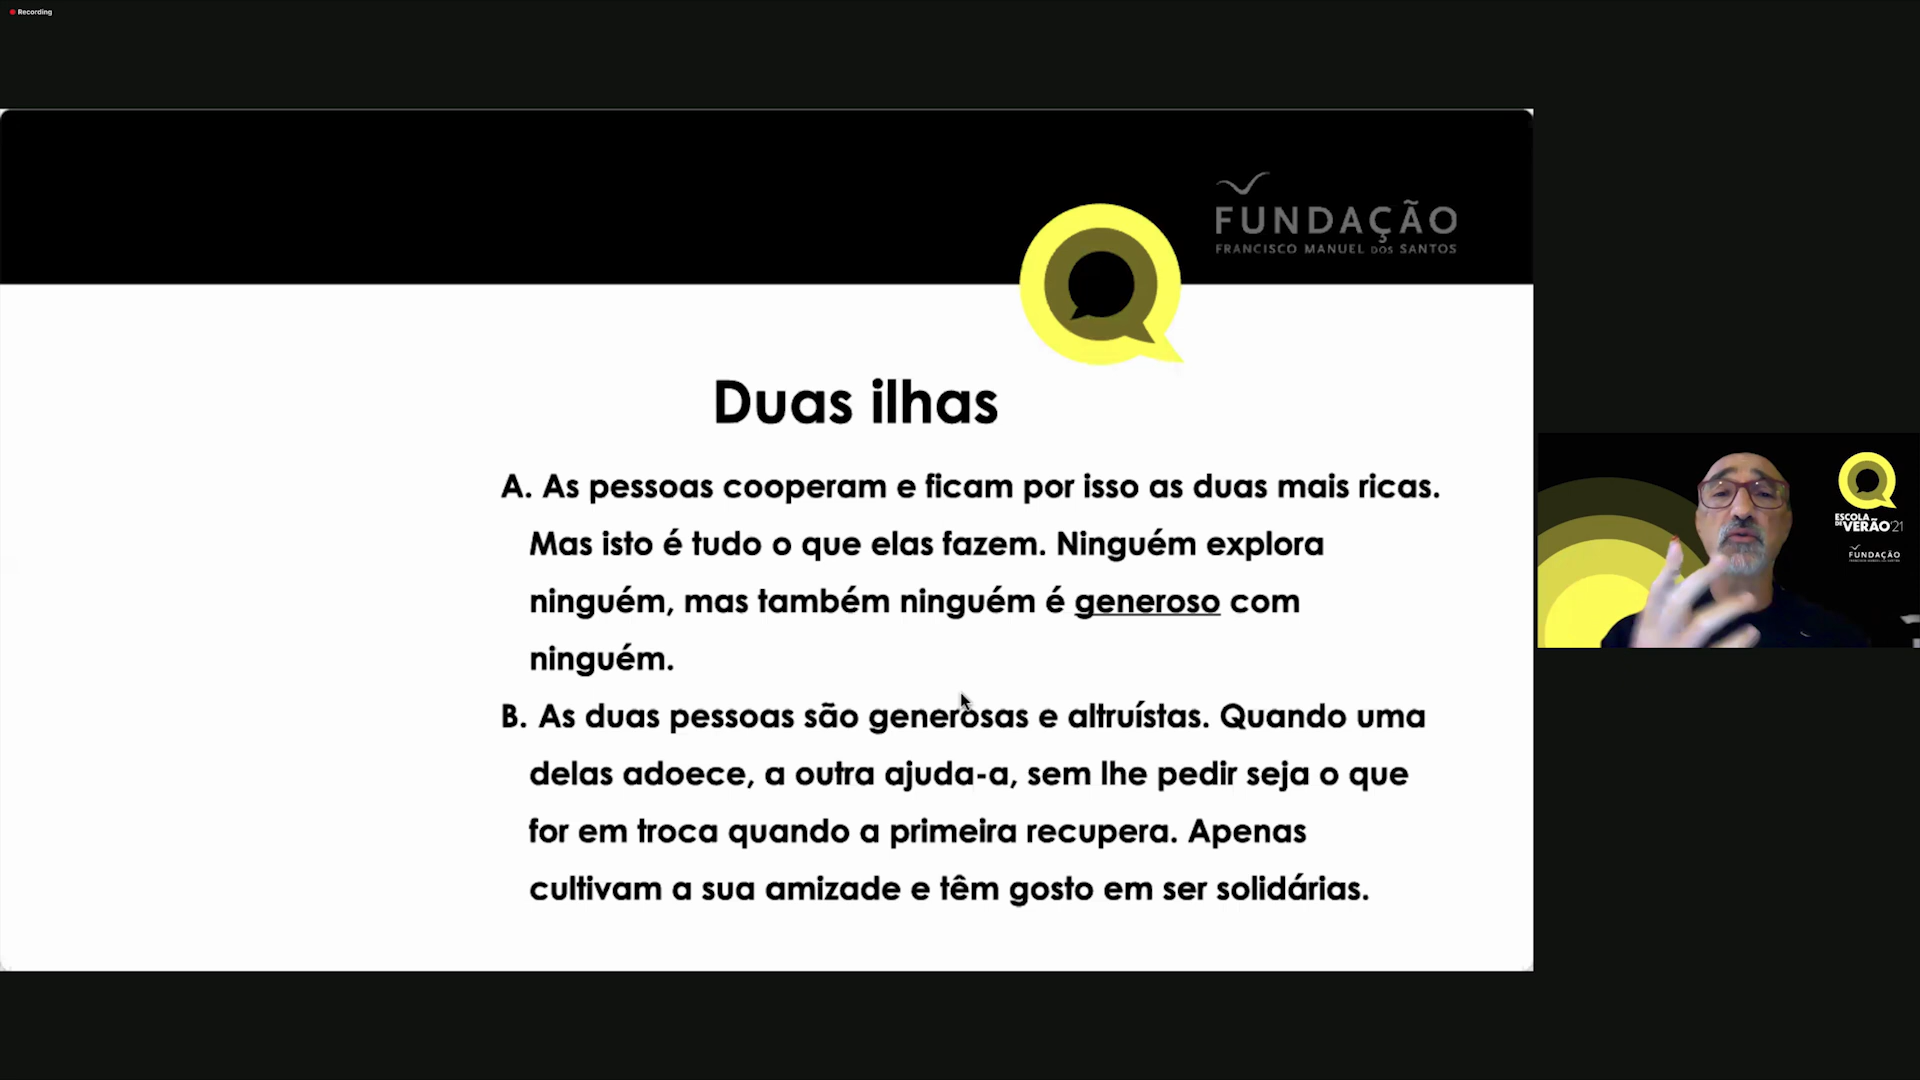 Recording
FUNDAÇÃO
FRANCISCO MANUEL DOS SANTOS
Duas ilhas
A. As pessoas cooperam e ficam por isso as duas mais ricas.
Mas isto é tudo o que elas fazem. Ninguém explora
ninguém, mas também ninguém é generoso com
ninguém.
B. As duas pessoas são generosas e altruístas. Quando uma
delas adoece, a outra ajuda-a, sem lhe pedir seja o que
for em troca quando a primeira recupera. Apenas
cultivam a sua amizade e têm gosto em ser solidárias.
ESCOLA
DE VERÃO'21
FUNDAÇÃO